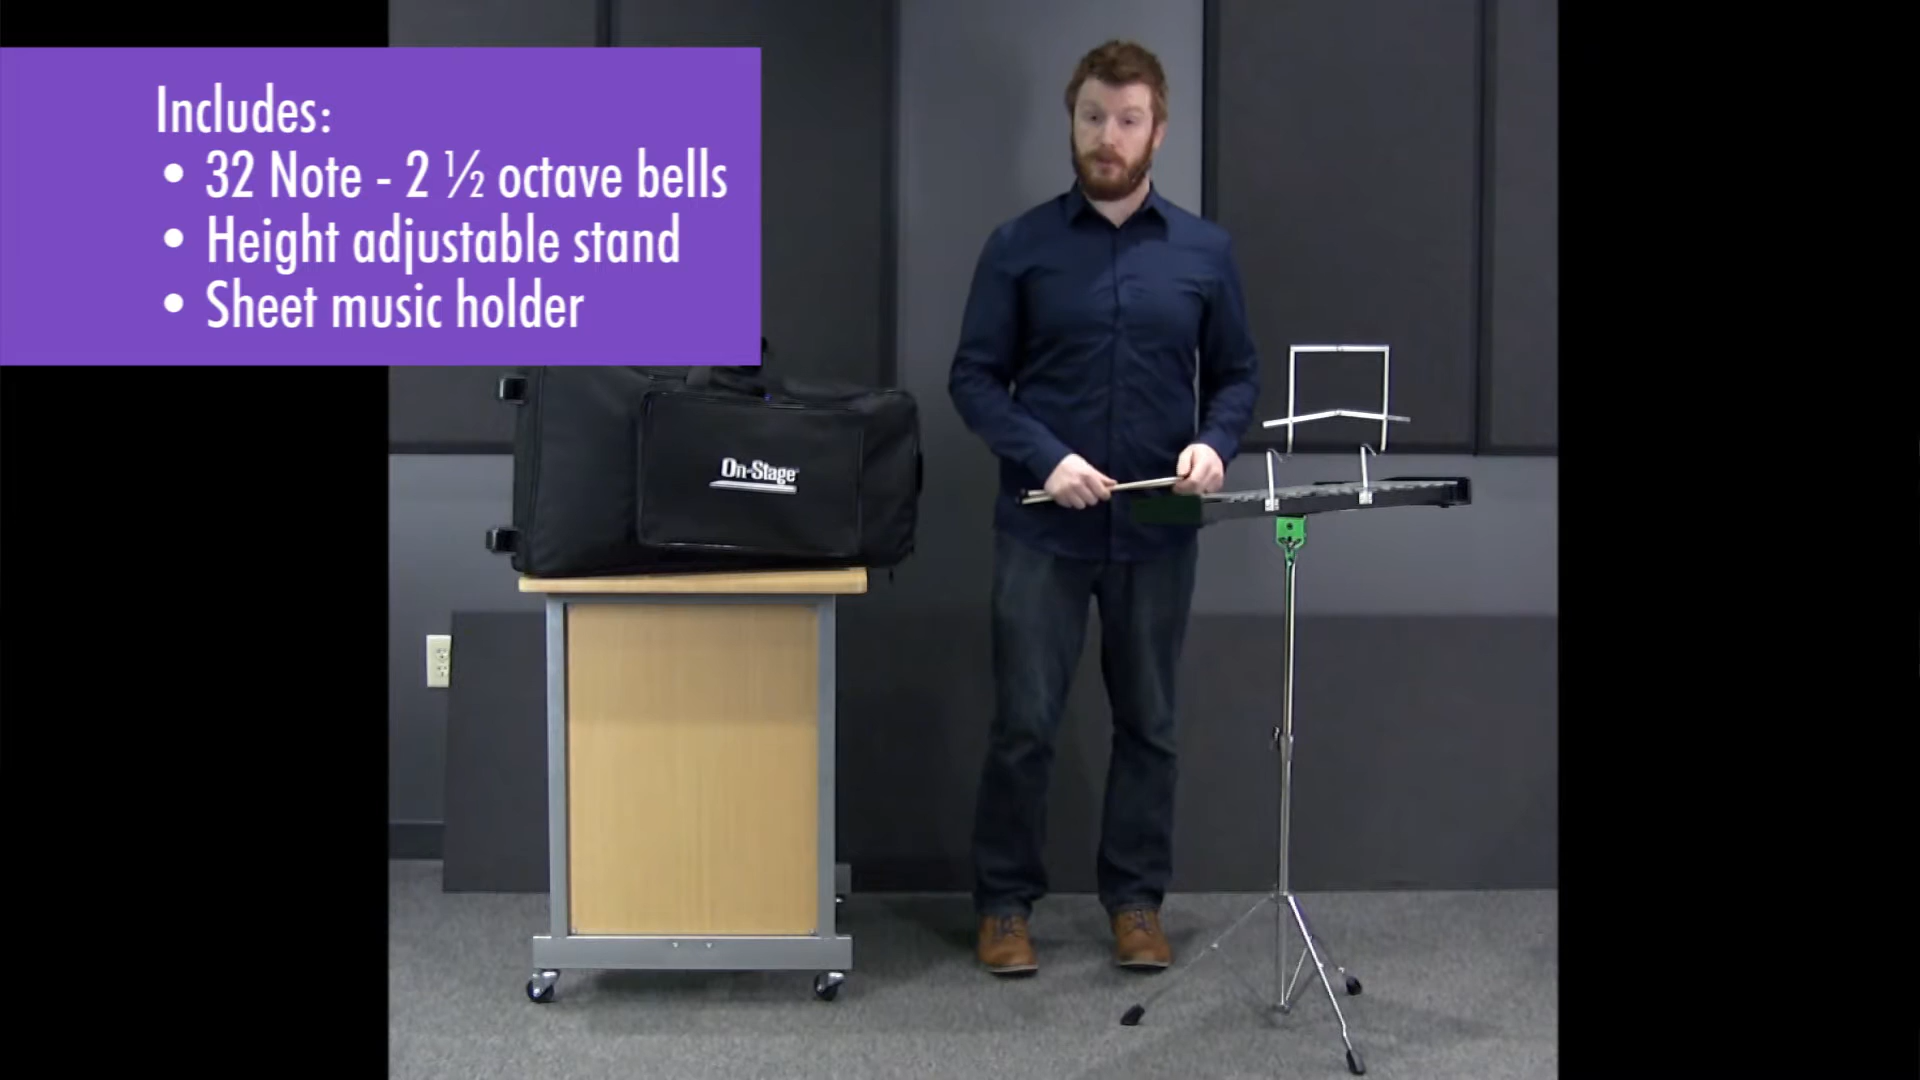 Includes:
• 32 Note - 2 ½ octave bells
• Height adjustable stand
• Sheet music holder
On-Stage